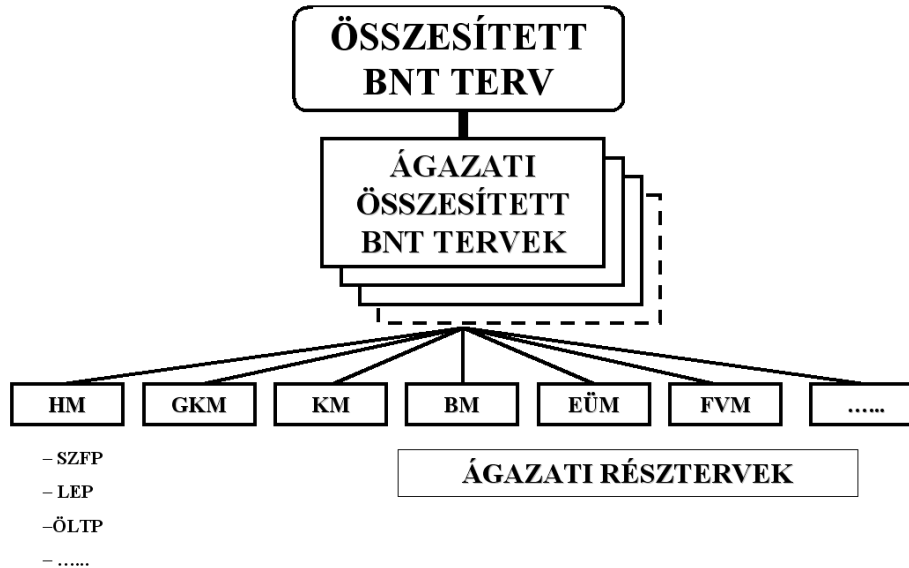 ÖSSZESÍTETT
BNT TERV
ÁGAZATI
ÖSSZESÍTETT
BNT TERVEK
HM GKM KM BM EÜM FVM …...
– SZFP
– LEP
–ÖLTP
– …...
ÁGAZATI RÉSZTERVEK